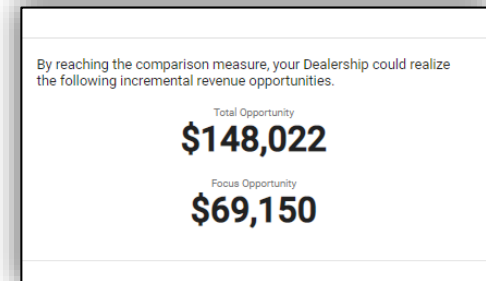 By reaching the comparison measure, your Dealership could realize
the following incremental revenue opportunities.
Total Opportunity
$148,022
Focus Opportunity
$69,150